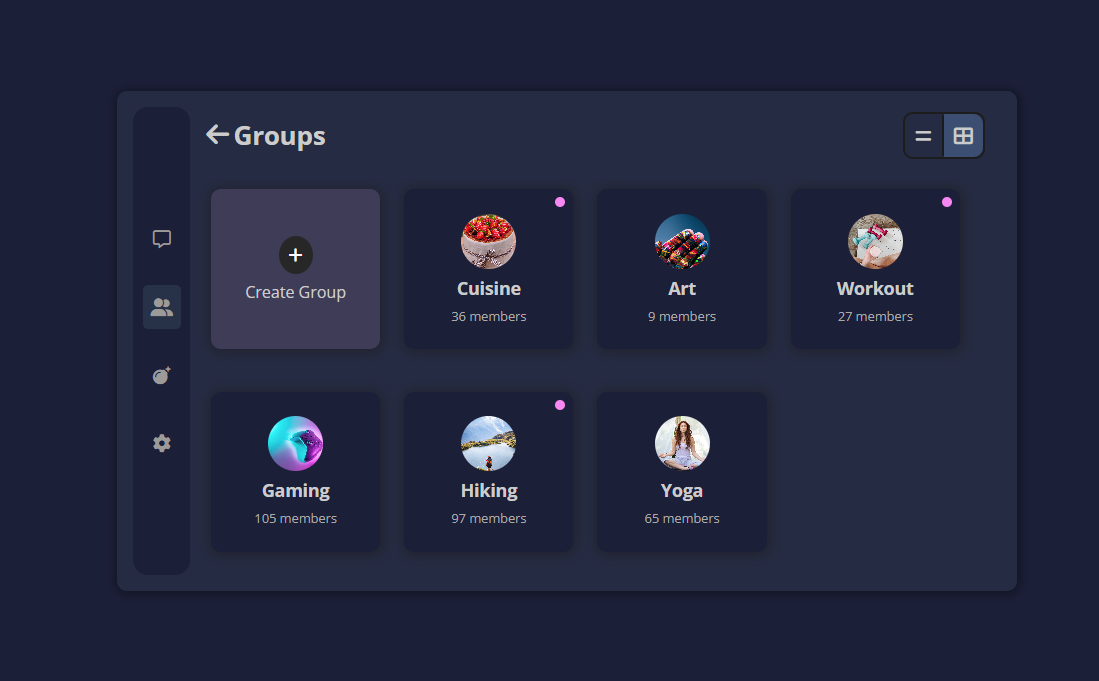 Groups
Create Group
Cuisine
36 members
Art
9 members
Workout
27 members
Gaming
105 members
Hiking
97 members
Yoga
65 members